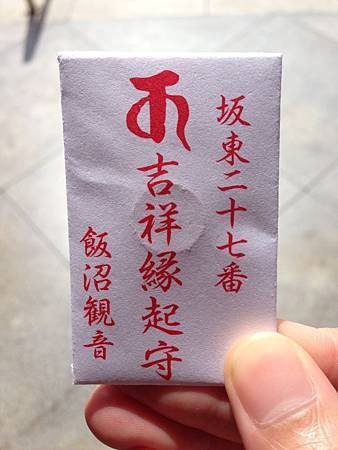 坂東二十七番
吉祥縁起守
飯沼観音